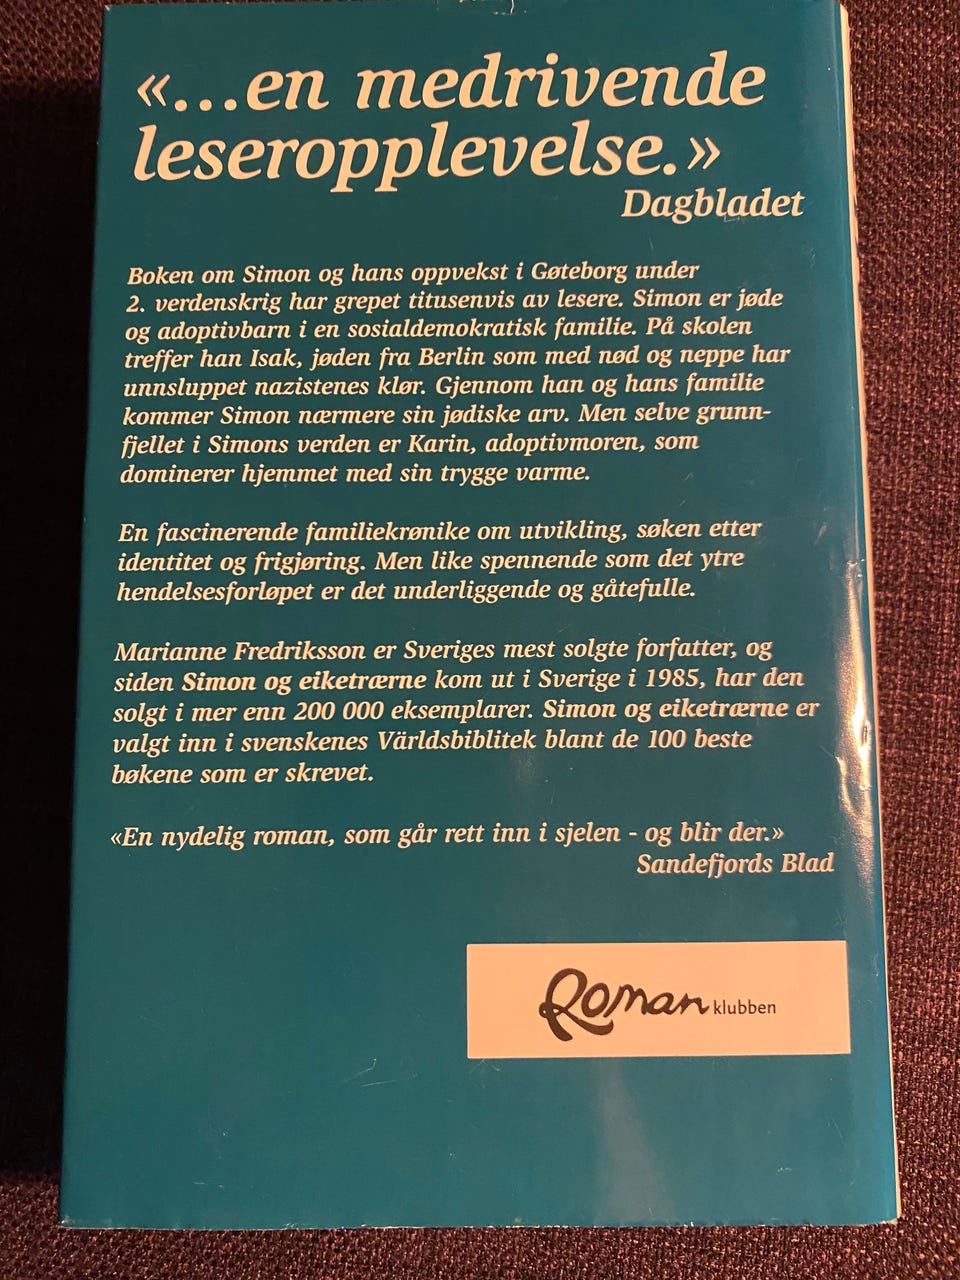 «...en medrivende
leseropplevelse.»
Dagbladet
Boken om Simon og hans oppvekst i Gøteborg under
2. verdenskrig har grepet titusenvis av lesere. Simon er jøde
og adoptivbarn i en sosialdemokratisk familie. På skolen
treffer han Isak, jøden fra Berlin som med nød og neppe har
unnsluppet nazistenes klør. Gjennom han og hans familie
kommer Simon nærmere sin jødiske arv. Men selve grunn-
fjellet i Simons verden er Karin, adoptivmoren, som
dominerer hjemmet med sin trygge varme.
En fascinerende familiekrønike om utvikling, søken etter
identitet og frigjøring. Men like spennende som det ytre
hendelsesforløpet er det underliggende og gåtefulle.
Marianne Fredriksson er Sveriges mest solgte forfatter, og
siden Simon og eiketrærne kom ut i Sverige i 1985, har den
solgt i mer enn 200 000 eksemplarer. Simon og eiketrærne er
valgt inn i svenskenes Världsbiblitek blant de 100 beste
bøkene som er skrevet.
«En nydelig roman, som går rett inn i sjelen - og blir der.»
Sandefjords Blad
Roman klubben